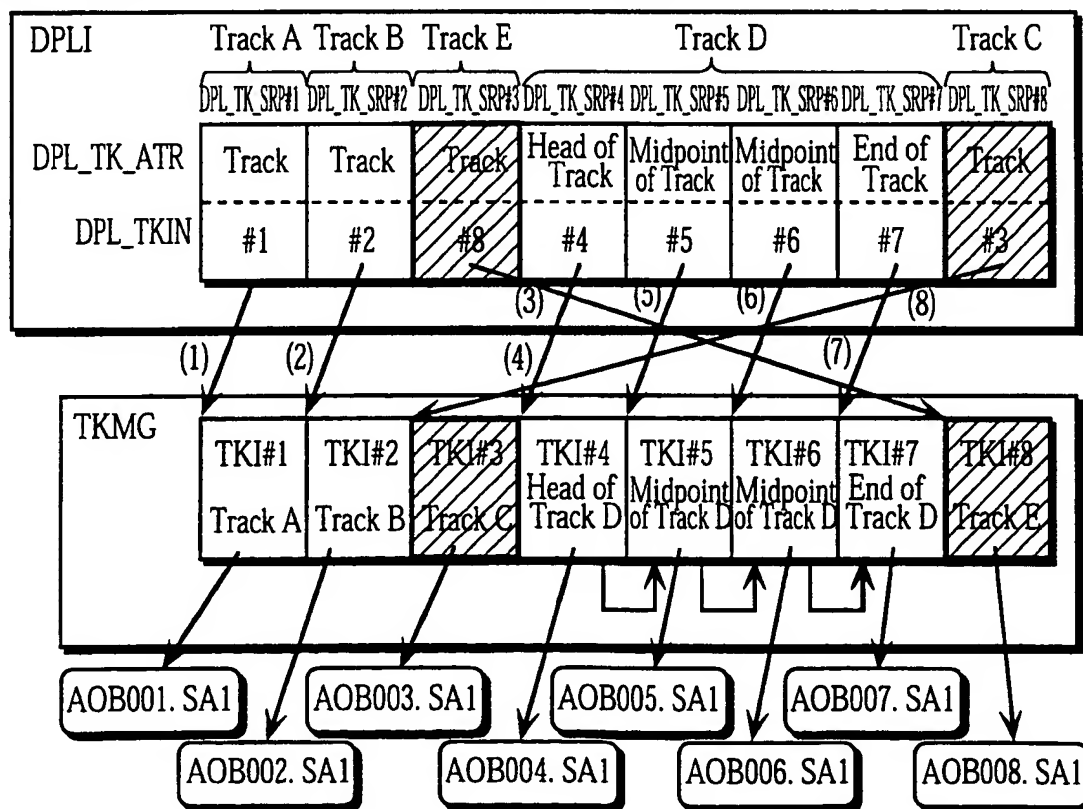 DPLI
Track A Track B Track E Track D Track C
DPL_TK_SRP#1 DPL_TK_SRP#2 DPL_TK_SRP#3 DPL_TK_SRP#4 DPL_TK_SRP#5 DPL_TK_SRP#6 DPL_TK_SRP#7 DPL_TK_SRP#8
DPL_TK_ATR
Track Track Track Head of Track Midpoint of Track Midpoint of Track End of Track Track
DPL_TKIN
#1 #2 #8 #4 #5 #6 #7 #3
(3) (5) (6) (8)
(1) (2) (4) (7)
TKMG
TKI#1 TKI#2 TKI#3 TKI#4 TKI#5 TKI#6 TKI#7 TKI#8
Track A Track B Track C Head of Track D Midpoint of Track D Midpoint of Track D End of Track D Track E
AOB001. SA1 AOB003. SA1 AOB005. SA1 AOB007. SA1
AOB002. SA1 AOB004. SA1 AOB006. SA1 AOB008. SA1